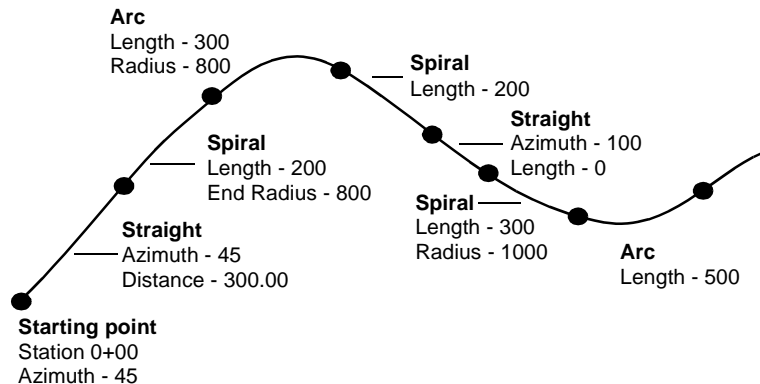 Arc
Length - 300
Radius - 800
Spiral
Length - 200
Straight
Azimuth - 100
Length - 0
Spiral
Length - 200
End Radius - 800
Spiral
Length - 300
Radius - 1000
Straight
Azimuth - 45
Distance - 300.00
Arc
Length - 500
Starting point
Station 0+00
Azimuth - 45